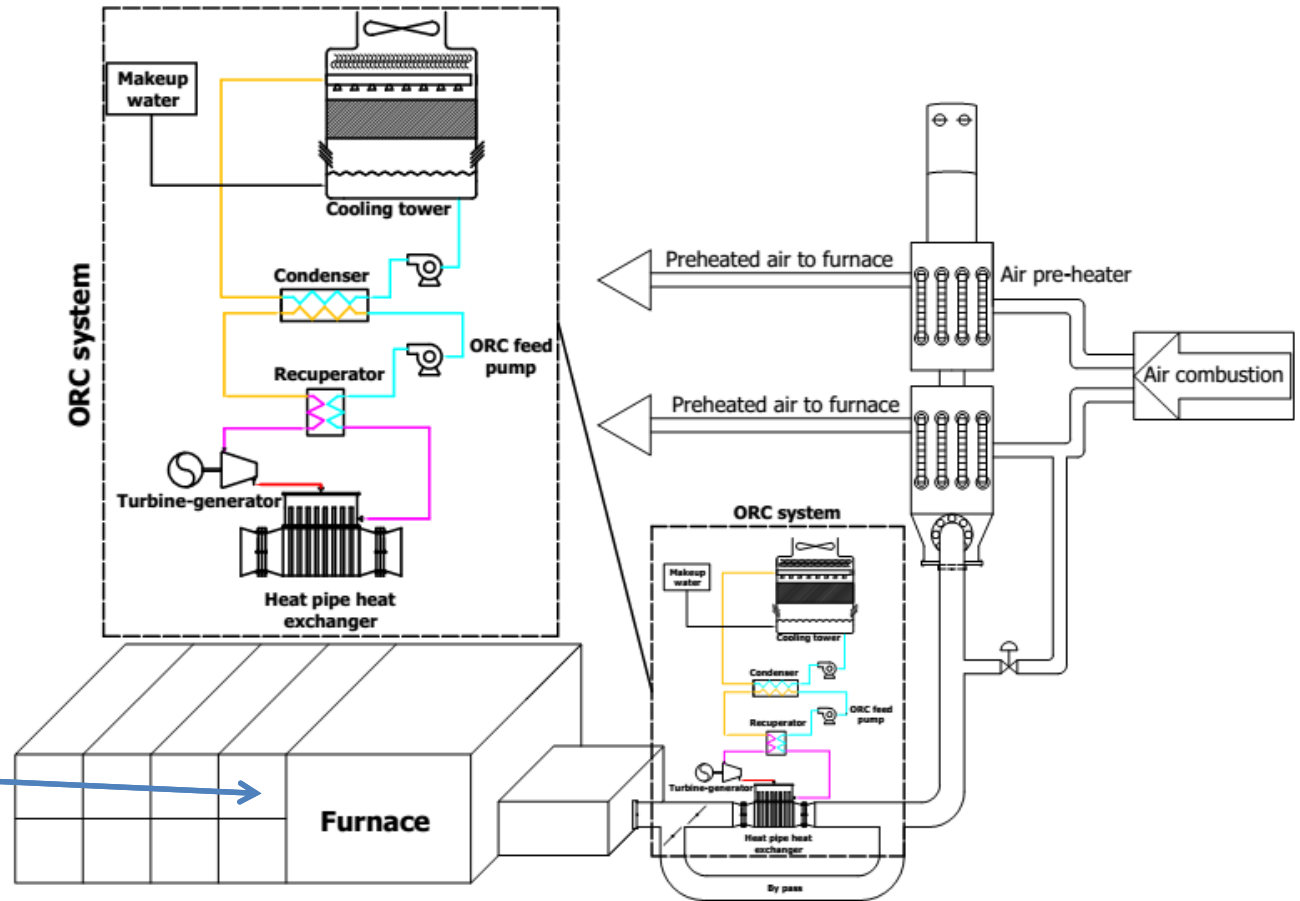 Makeup
water
Cooling tower
Condenser
ORC feed
pump
Recuperator
Turbine-generator
Heat pipe heat
exchanger
ORC system
Preheated air to furnace
Air pre-heater
Air combustion
Preheated air to furnace
ORC system
Makeup
water
Cooling tower
Condenser
ORC feed
pump
Recuperator
Turbine-generator
Heat pipe heat
exchanger
By pass
Furnace